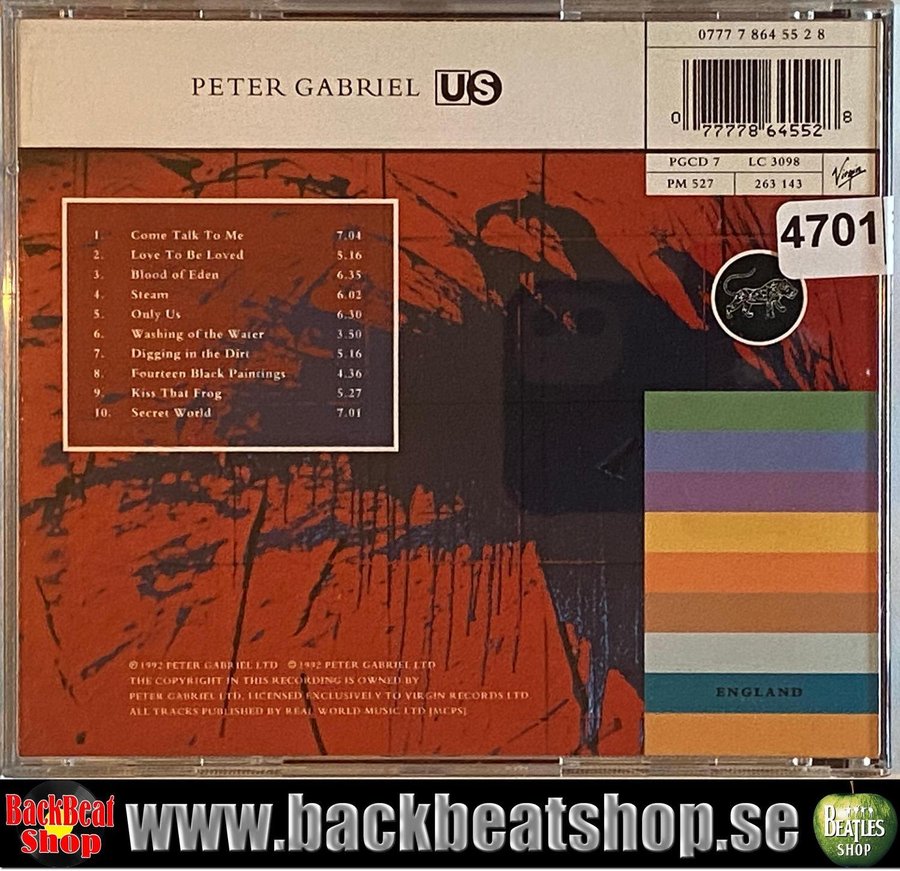 0777 7 864 55 2 8
PETER GABRIEL US
0 77778 64552 8
PGCD 7 LC 3098
PM 527 263 143 Virgin
4701
1. Come Talk To Me 7.04
2. Love To Be Loved 5.16
3. Blood of Eden 6.35
4. Steam 6.02
5. Only Us 6.30
6. Washing of the Water 3.50
7. Digging in the Dirt 5.16
8. Fourteen Black Paintings 4.36
9. Kiss That Frog 5.27
10. Secret World 7.01
℗ 1992 PETER GABRIEL LTD © 1992 PETER GABRIEL LTD
THE COPYRIGHT IN THIS RECORDING IS OWNED BY
PETER GABRIEL LTD, LICENSED EXCLUSIVELY TO VIRGIN RECORDS LTD
ALL TRACKS PUBLISHED BY REAL WORLD MUSIC LTD [MCPS]
ENGLAND
BackBeat
Shop
www.backbeatshop.se
BEATLES
SHOP